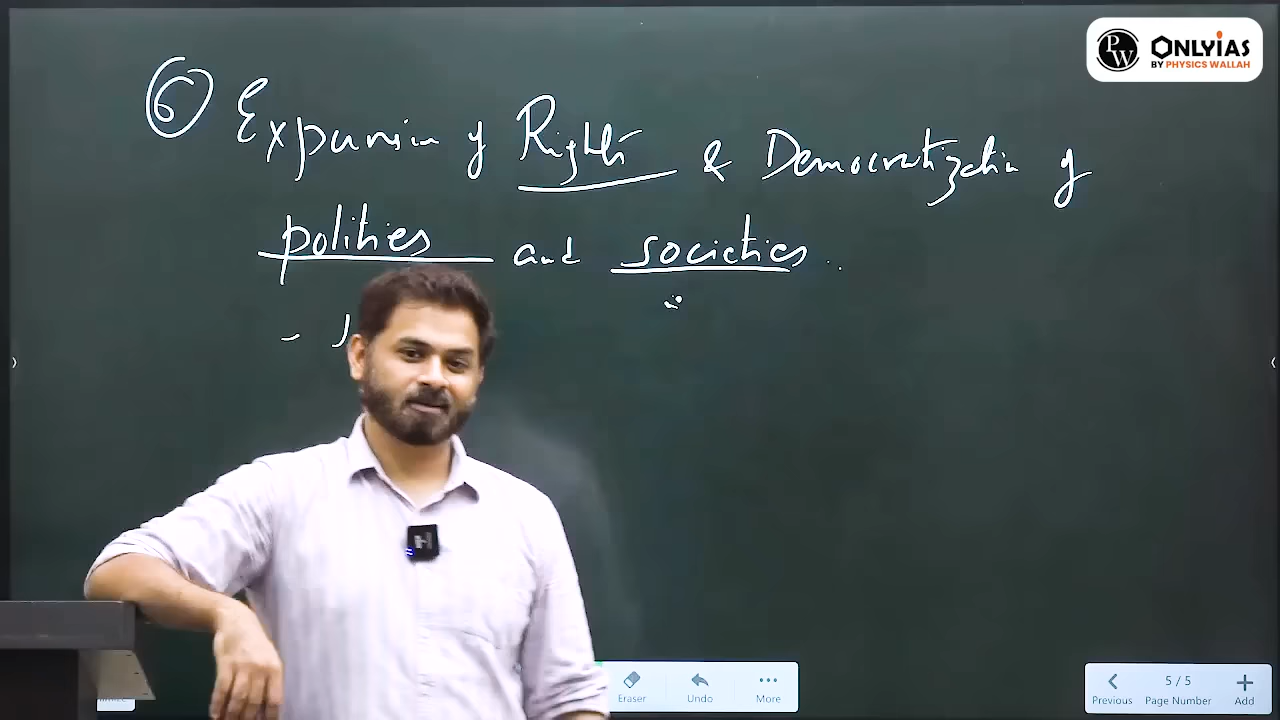 PW ONLYIAS
BY PHYSICS WALLAH
⑥ Expansion of Rights & Democratization of
polities and societies
-
Eraser Undo More
Previous
5 / 5
Page Number
Add